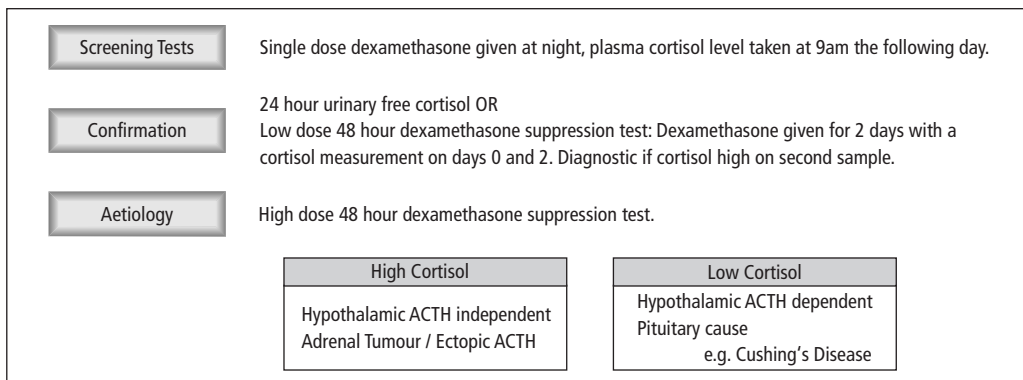 Screening Tests
Single dose dexamethasone given at night, plasma cortisol level taken at 9am the following day.
Confirmation
24 hour urinary free cortisol OR
Low dose 48 hour dexamethasone suppression test: Dexamethasone given for 2 days with a
cortisol measurement on days 0 and 2. Diagnostic if cortisol high on second sample.
Aetiology
High dose 48 hour dexamethasone suppression test.
High Cortisol
Hypothalamic ACTH independent
Adrenal Tumour / Ectopic ACTH
Low Cortisol
Hypothalamic ACTH dependent
Pituitary cause
e.g. Cushing's Disease